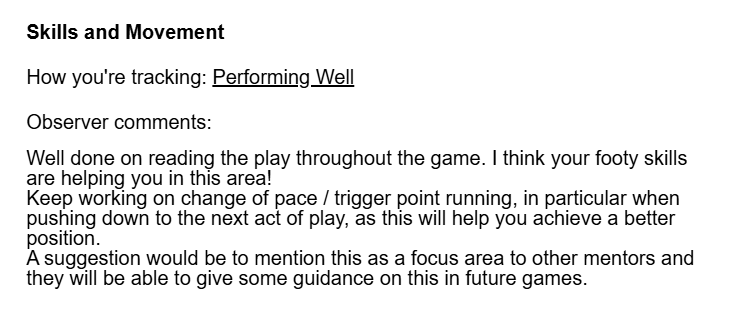 Skills and Movement
How you're tracking: Performing Well
Observer comments:
Well done on reading the play throughout the game. I think your footy skills
are helping you in this area!
Keep working on change of pace / trigger point running, in particular when
pushing down to the next act of play, as this will help you achieve a better
position.
A suggestion would be to mention this as a focus area to other mentors and
they will be able to give some guidance on this in future games.